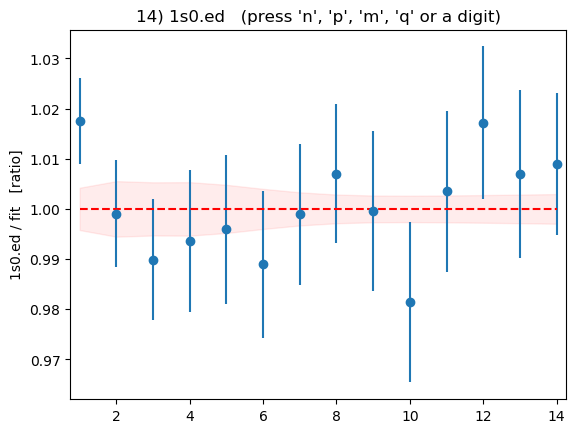 14) 1s0.ed   (press 'n', 'p', 'm', 'q' or a digit)
1s0.ed / fit   [ratio]
1.03
1.02
1.01
1.00
0.99
0.98
0.97
2 4 6 8 10 12 14